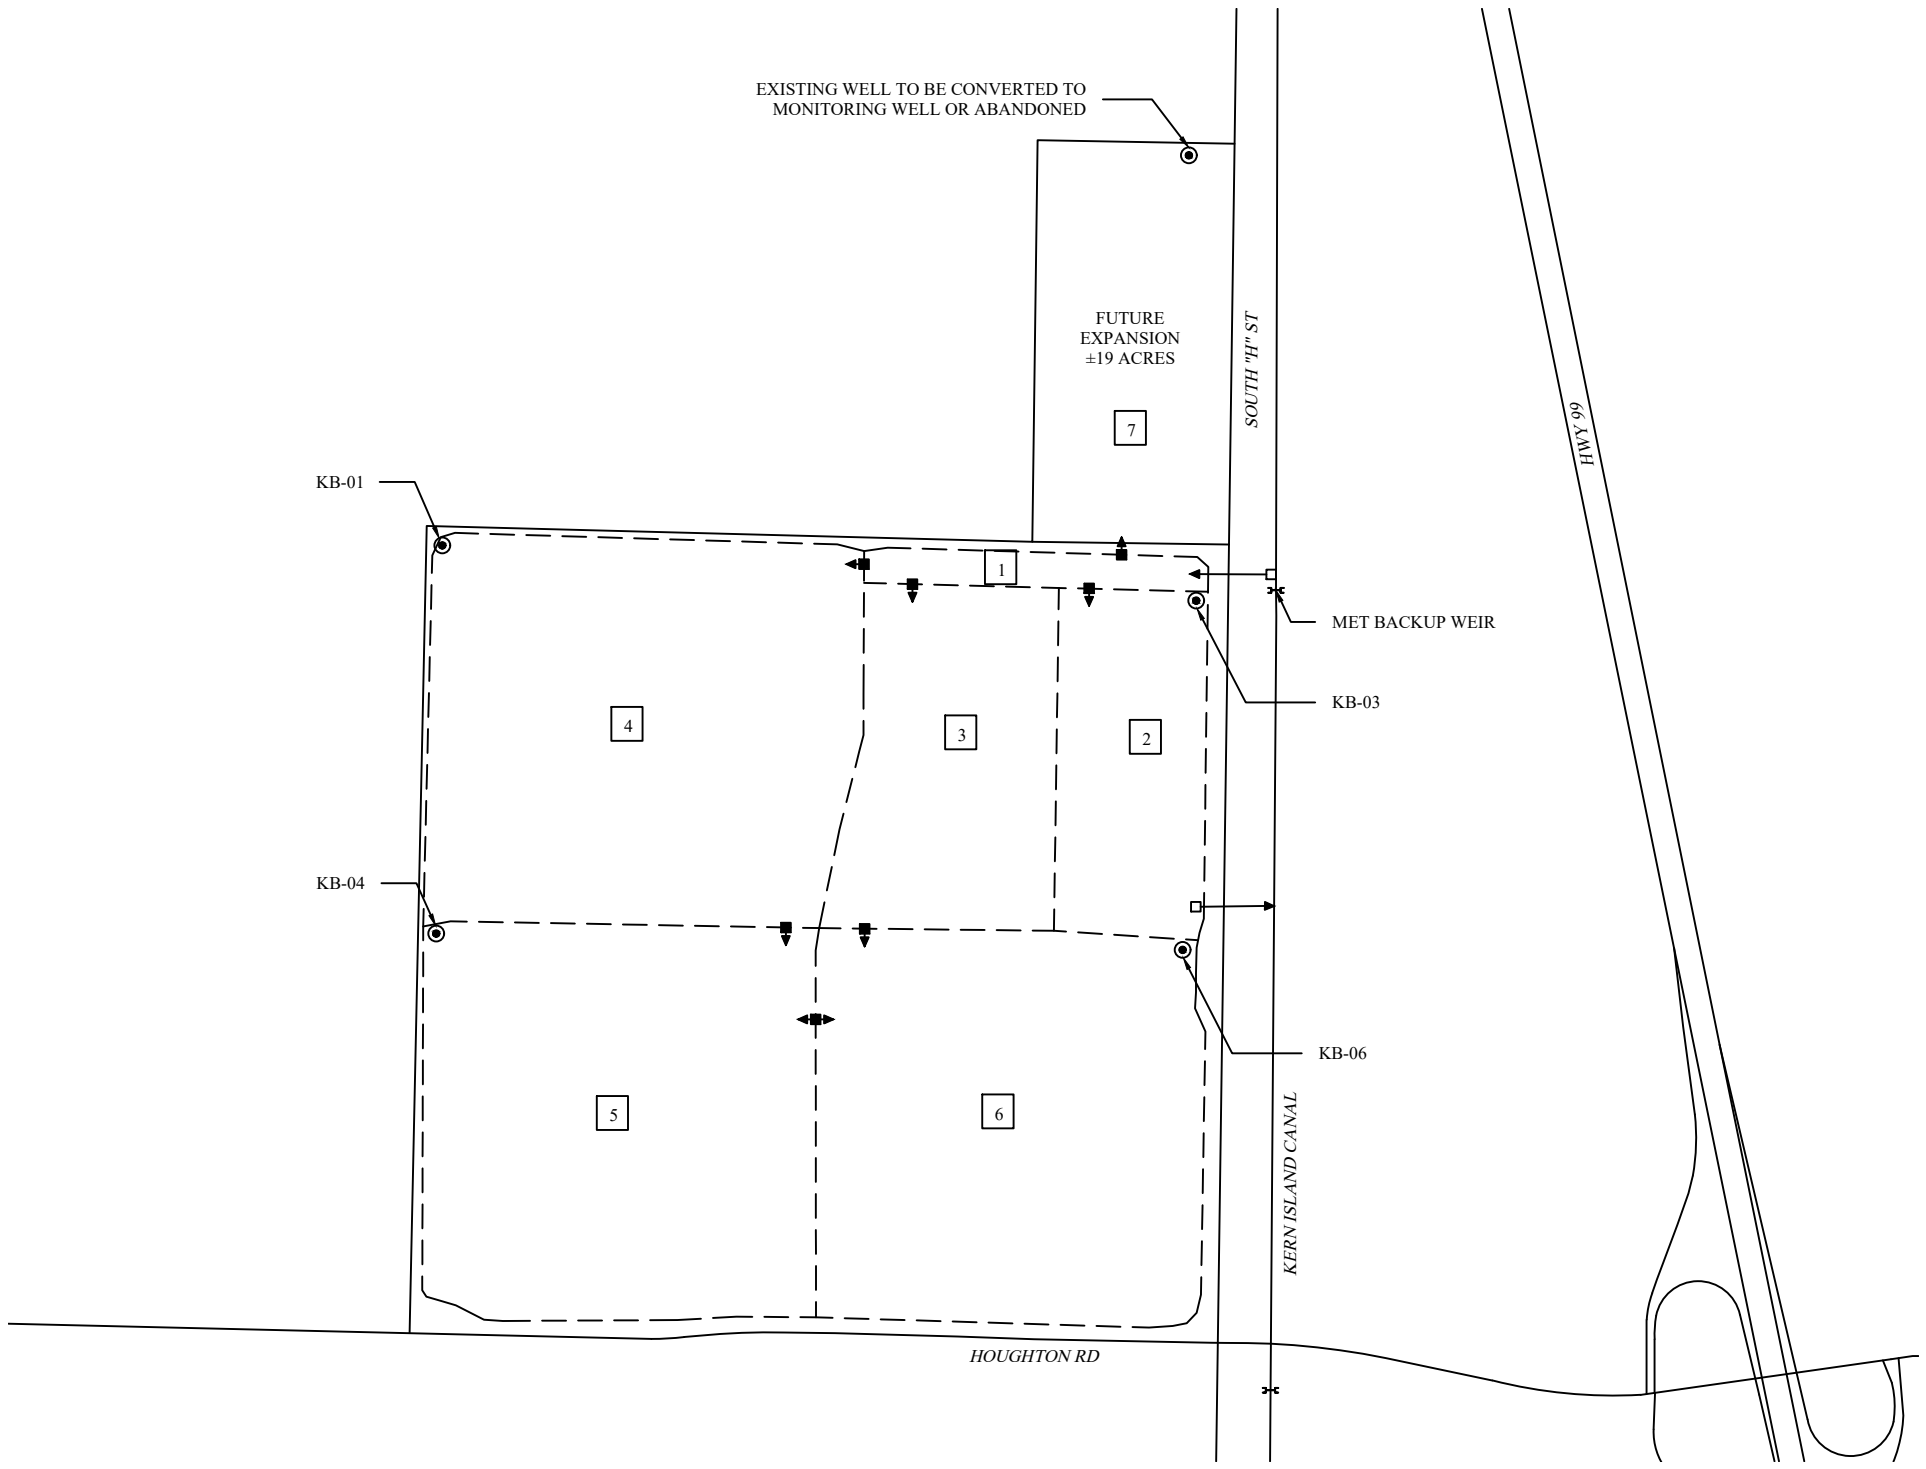 EXISTING WELL TO BE CONVERTED TO
MONITORING WELL OR ABANDONED
FUTURE
EXPANSION
±19 ACRES
SOUTH "H" ST
HWY 99
7
KB-01
1
MET BACKUP WEIR
KB-03
4
3
2
KB-04
KB-06
5
6
KERN ISLAND CANAL
HOUGHTON RD